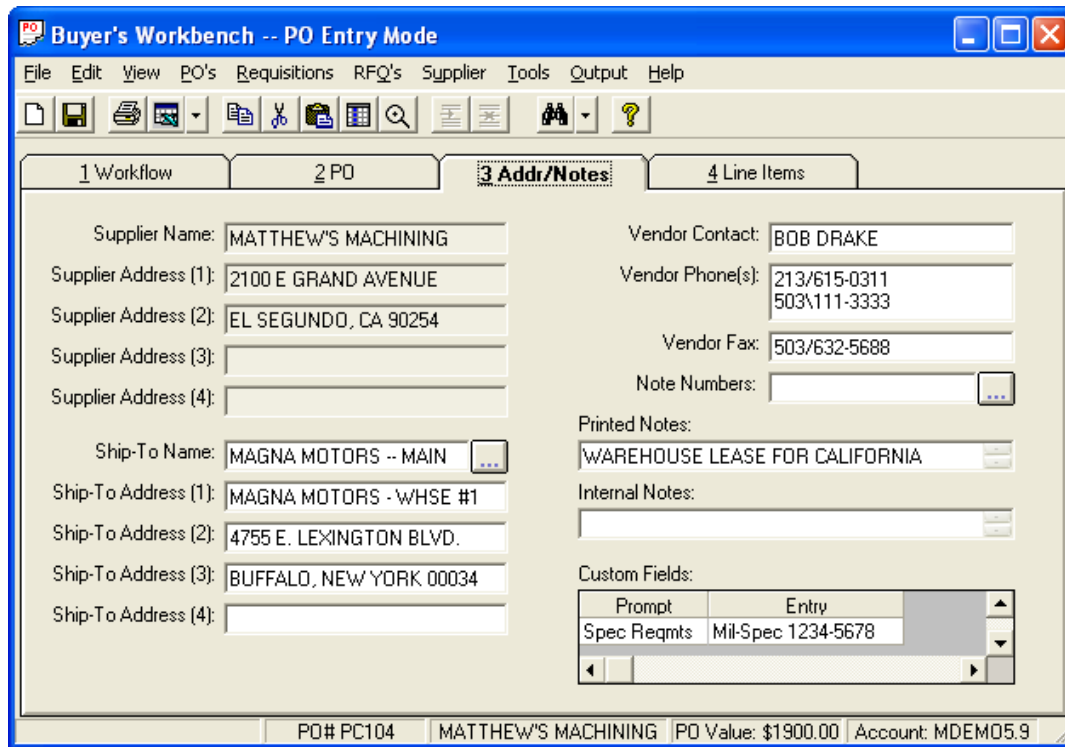 PO
Buyer's Workbench -- PO Entry Mode
File Edit View PO's Requisitions RFQ's Supplier Tools Output Help
1 Workflow
2 PO
3 Addr/Notes
4 Line Items
Supplier Name: MATTHEW'S MACHINING
Supplier Address (1): 2100 E GRAND AVENUE
Supplier Address (2): EL SEGUNDO, CA 90254
Supplier Address (3):
Supplier Address (4):
Ship-To Name: MAGNA MOTORS -- MAIN ...
Ship-To Address (1): MAGNA MOTORS - WHSE #1
Ship-To Address (2): 4755 E. LEXINGTON BLVD.
Ship-To Address (3): BUFFALO, NEW YORK 00034
Ship-To Address (4):
Vendor Contact: BOB DRAKE
Vendor Phone(s): 213/615-0311
503\111-3333
Vendor Fax: 503/632-5688
Note Numbers: ...
Printed Notes:
WAREHOUSE LEASE FOR CALIFORNIA
Internal Notes:
Custom Fields:
Prompt Entry
Spec Reqmts Mil-Spec 1234-5678
PO# PC104 MATTHEW'S MACHINING PO Value: $1900.00 Account: MDEMO5.9